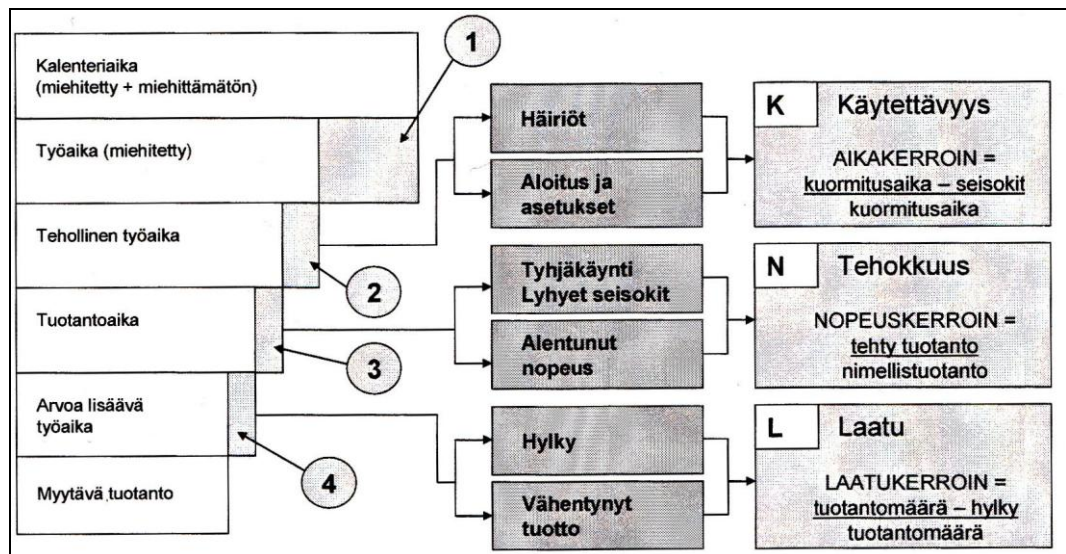 Kalenteriaika
(miehitetty + miehittämätön)
1
Työaika (miehitetty)
Tehollinen työaika
2
Tuotantoaika
3
Arvoa lisäävä
työaika
4
Myytävä tuotanto
Häiriöt
Aloitus ja
asetukset
Tyhjäkäynti
Lyhyet seisokit
Alentunut
nopeus
Hylky
Vähentynyt
tuotto
K Käytettävyys
AIKAKERROIN =
kuormitusaika – seisokit
kuormitusaika
N Tehokkuus
NOPEUSKERROIN =
tehty tuotanto
nimellistuotanto
L Laatu
LAATUKERROIN =
tuotantomäärä – hylky
tuotantomäärä